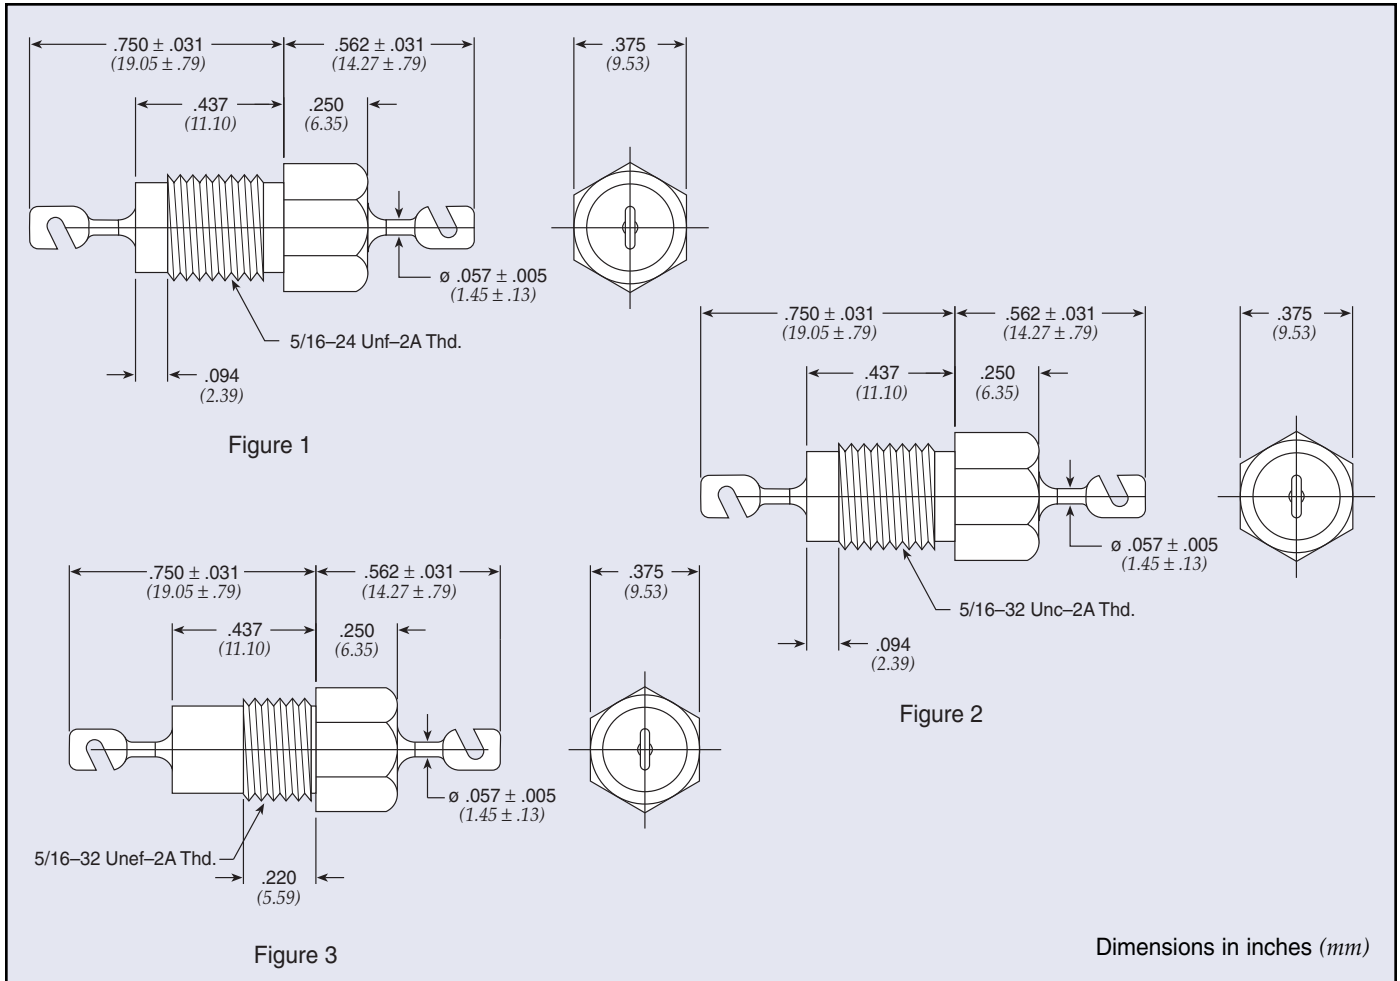 .750 ± .031
(19.05 ± .79)
.562 ± .031
(14.27 ± .79)
.375
(9.53)
.437
(11.10)
.250
(6.35)
ø .057 ± .005
(1.45 ± .13)
5/16–24 Unf–2A Thd.
.094
(2.39)
Figure 1
.750 ± .031
(19.05 ± .79)
.562 ± .031
(14.27 ± .79)
.375
(9.53)
.437
(11.10)
.250
(6.35)
ø .057 ± .005
(1.45 ± .13)
5/16–32 Unc–2A Thd.
.094
(2.39)
Figure 2
.750 ± .031
(19.05 ± .79)
.562 ± .031
(14.27 ± .79)
.375
(9.53)
.437
(11.10)
.250
(6.35)
ø .057 ± .005
(1.45 ± .13)
5/16–32 Unef–2A Thd.
.220
(5.59)
Figure 3
Dimensions in inches (mm)